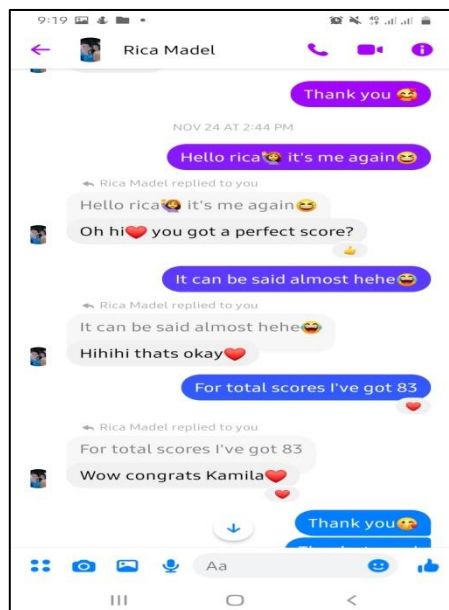 9:19
Rica Madel
Thank you 🥰
NOV 24 AT 2:44 PM
Hello rica🙋‍♀️ it's me again😆
Rica Madel replied to you
Hello rica🙋‍♀️ it's me again😆
Oh hi❤️ you got a perfect score?
It can be said almost hehe😂
Rica Madel replied to you
It can be said almost hehe😂
Hihihi thats okay❤️
For total scores I've got 83
Rica Madel replied to you
For total scores I've got 83
Wow congrats Kamila❤️
Thank you😘
Aa